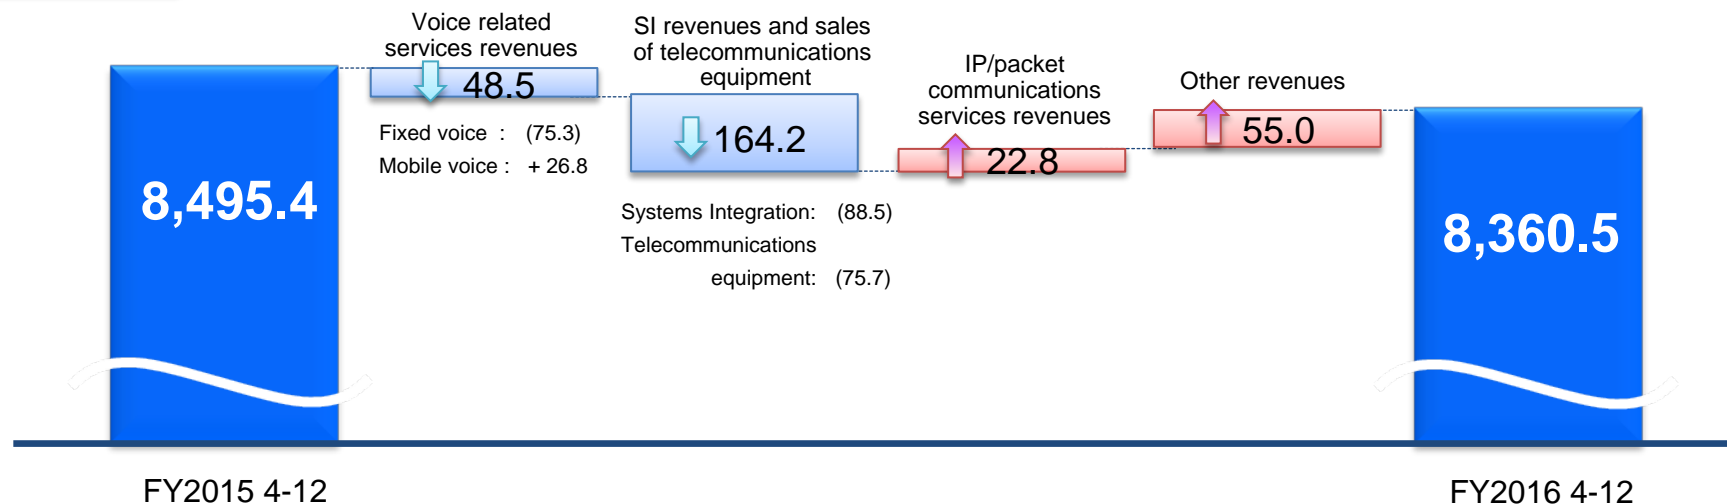 Voice related
services revenues
48.5
Fixed voice : (75.3)
Mobile voice : + 26.8
SI revenues and sales
of telecommunications
equipment
164.2
Systems Integration: (88.5)
Telecommunications
equipment: (75.7)
IP/packet
communications
services revenues
22.8
Other revenues
55.0
8,495.4
8,360.5
FY2015 4-12
FY2016 4-12